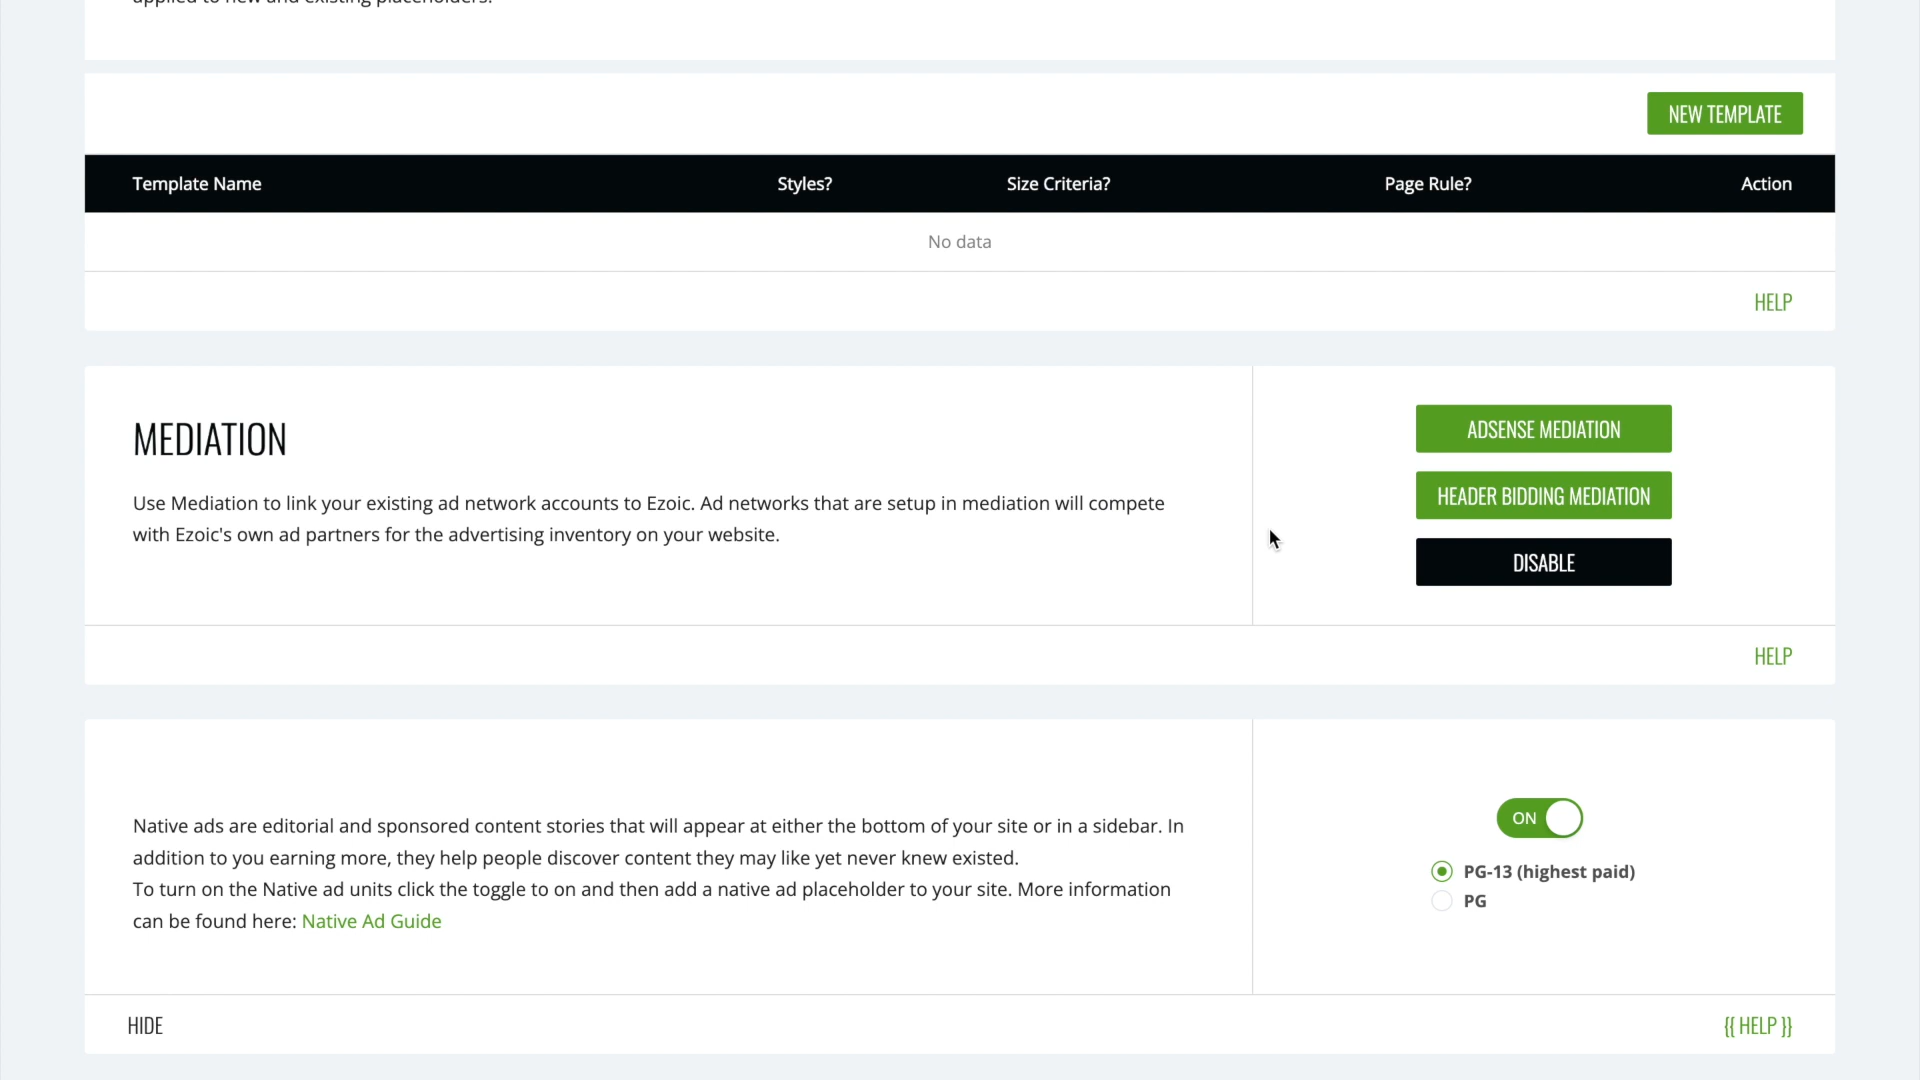 applied to new and existing placeholders.
NEW TEMPLATE
Template Name Styles? Size Criteria? Page Rule? Action
No data
HELP
MEDIATION
Use Mediation to link your existing ad network accounts to Ezoic. Ad networks that are setup in mediation will compete
with Ezoic's own ad partners for the advertising inventory on your website.
ADSENSE MEDIATION
HEADER BIDDING MEDIATION
DISABLE
HELP
Native ads are editorial and sponsored content stories that will appear at either the bottom of your site or in a sidebar. In
addition to you earning more, they help people discover content they may like yet never knew existed.
To turn on the Native ad units click the toggle to on and then add a native ad placeholder to your site. More information
can be found here: Native Ad Guide
ON
PG-13 (highest paid)
PG
HIDE
{{ HELP }}